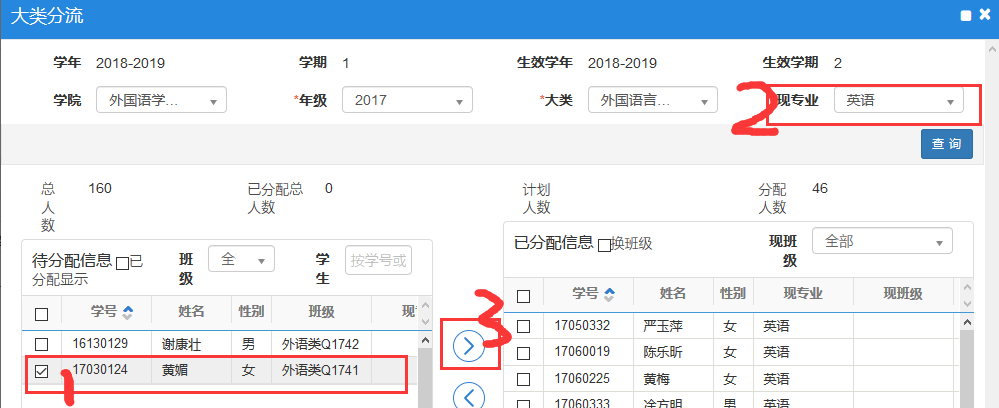 大类分流
学年 2018-2019 学期 1 生效学年 2018-2019 生效学期 2
学院 外国语学... *年级 2017 *大类 外国语言... 现专业 英语
2
查 询
总人数 160 已分配总人数 0 计划人数 分配人数 46
待分配信息 已分配显示 班级 全 学生 按学号或
已分配信息 换班级 现班级 全部
学号 姓名 性别 班级 现
16130129 谢康壮 男 外语类Q1742
17030124 黄媚 女 外语类Q1741
1
3
学号 姓名 性别 现专业 现班级
17050332 严玉萍 女 英语
17060019 陈乐昕 女 英语
17060225 黄梅 女 英语
17060333 涂方明 男 英语